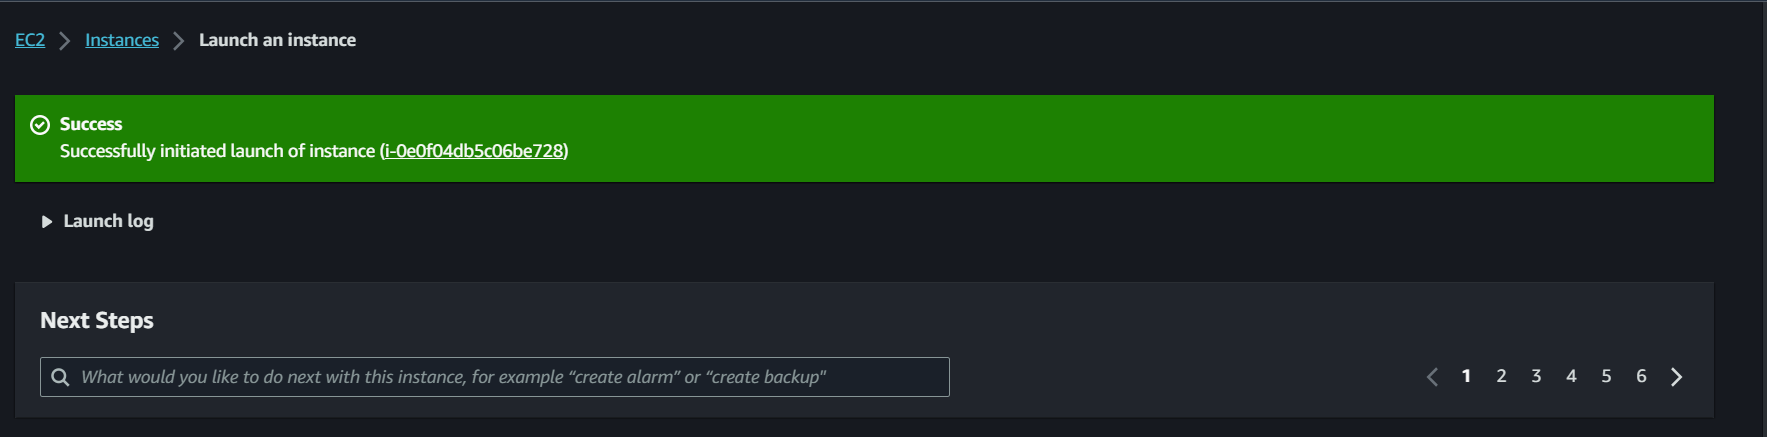 EC2 Instances Launch an instance
Success
Successfully initiated launch of instance (i-0e0f04db5c06be728)
Launch log
Next Steps
What would you like to do next with this instance, for example “create alarm” or “create backup"
1 2 3 4 5 6